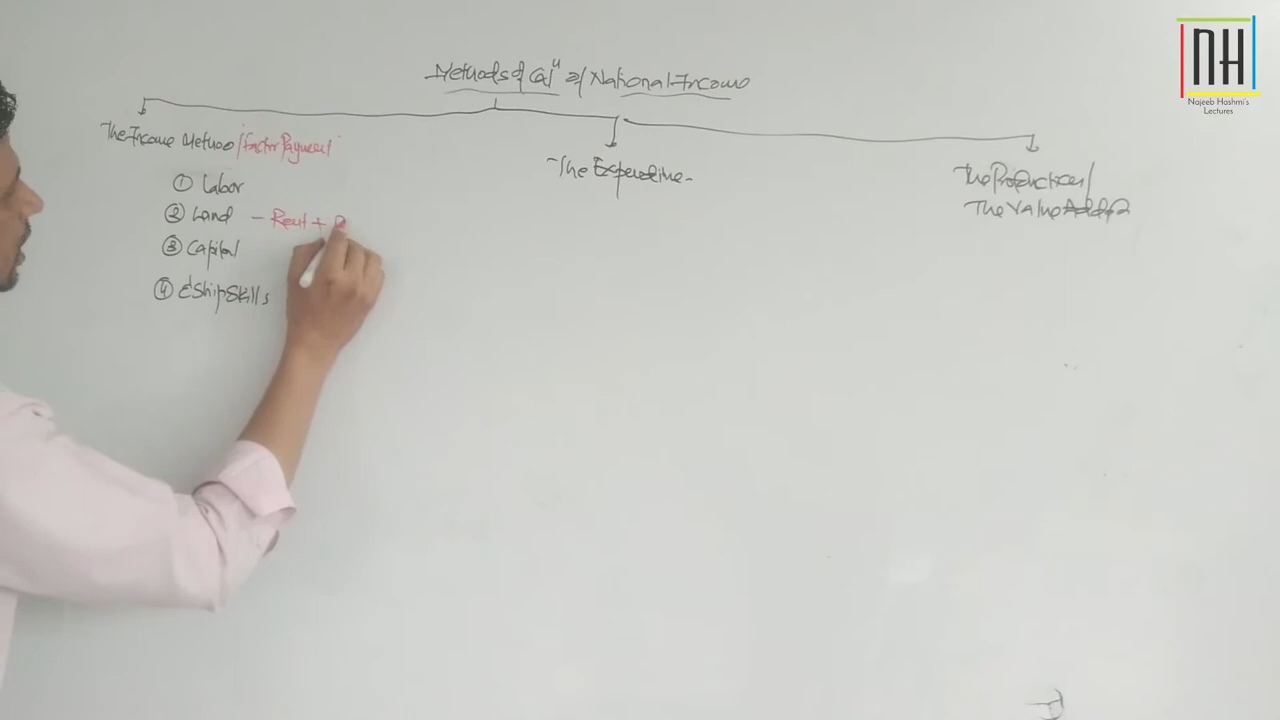 Methods of Calⁿ of National Income
The Income Method/factor Payment
① Labor
② Land - Rent + R
③ Capital
④ E'Ship Skills
The Expenditure -
The Production/
The Value Added
NH
Najeeb Hashmi's
Lectures